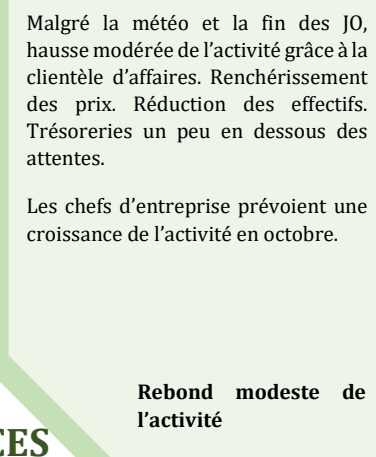 Malgré la météo et la fin des JO,
hausse modérée de l’activité grâce à la
clientèle d’affaires. Renchérissement
des prix. Réduction des effectifs.
Trésoreries un peu en dessous des
attentes.
Les chefs d’entreprise prévoient une
croissance de l’activité en octobre.
Rebond modeste de
l’activité